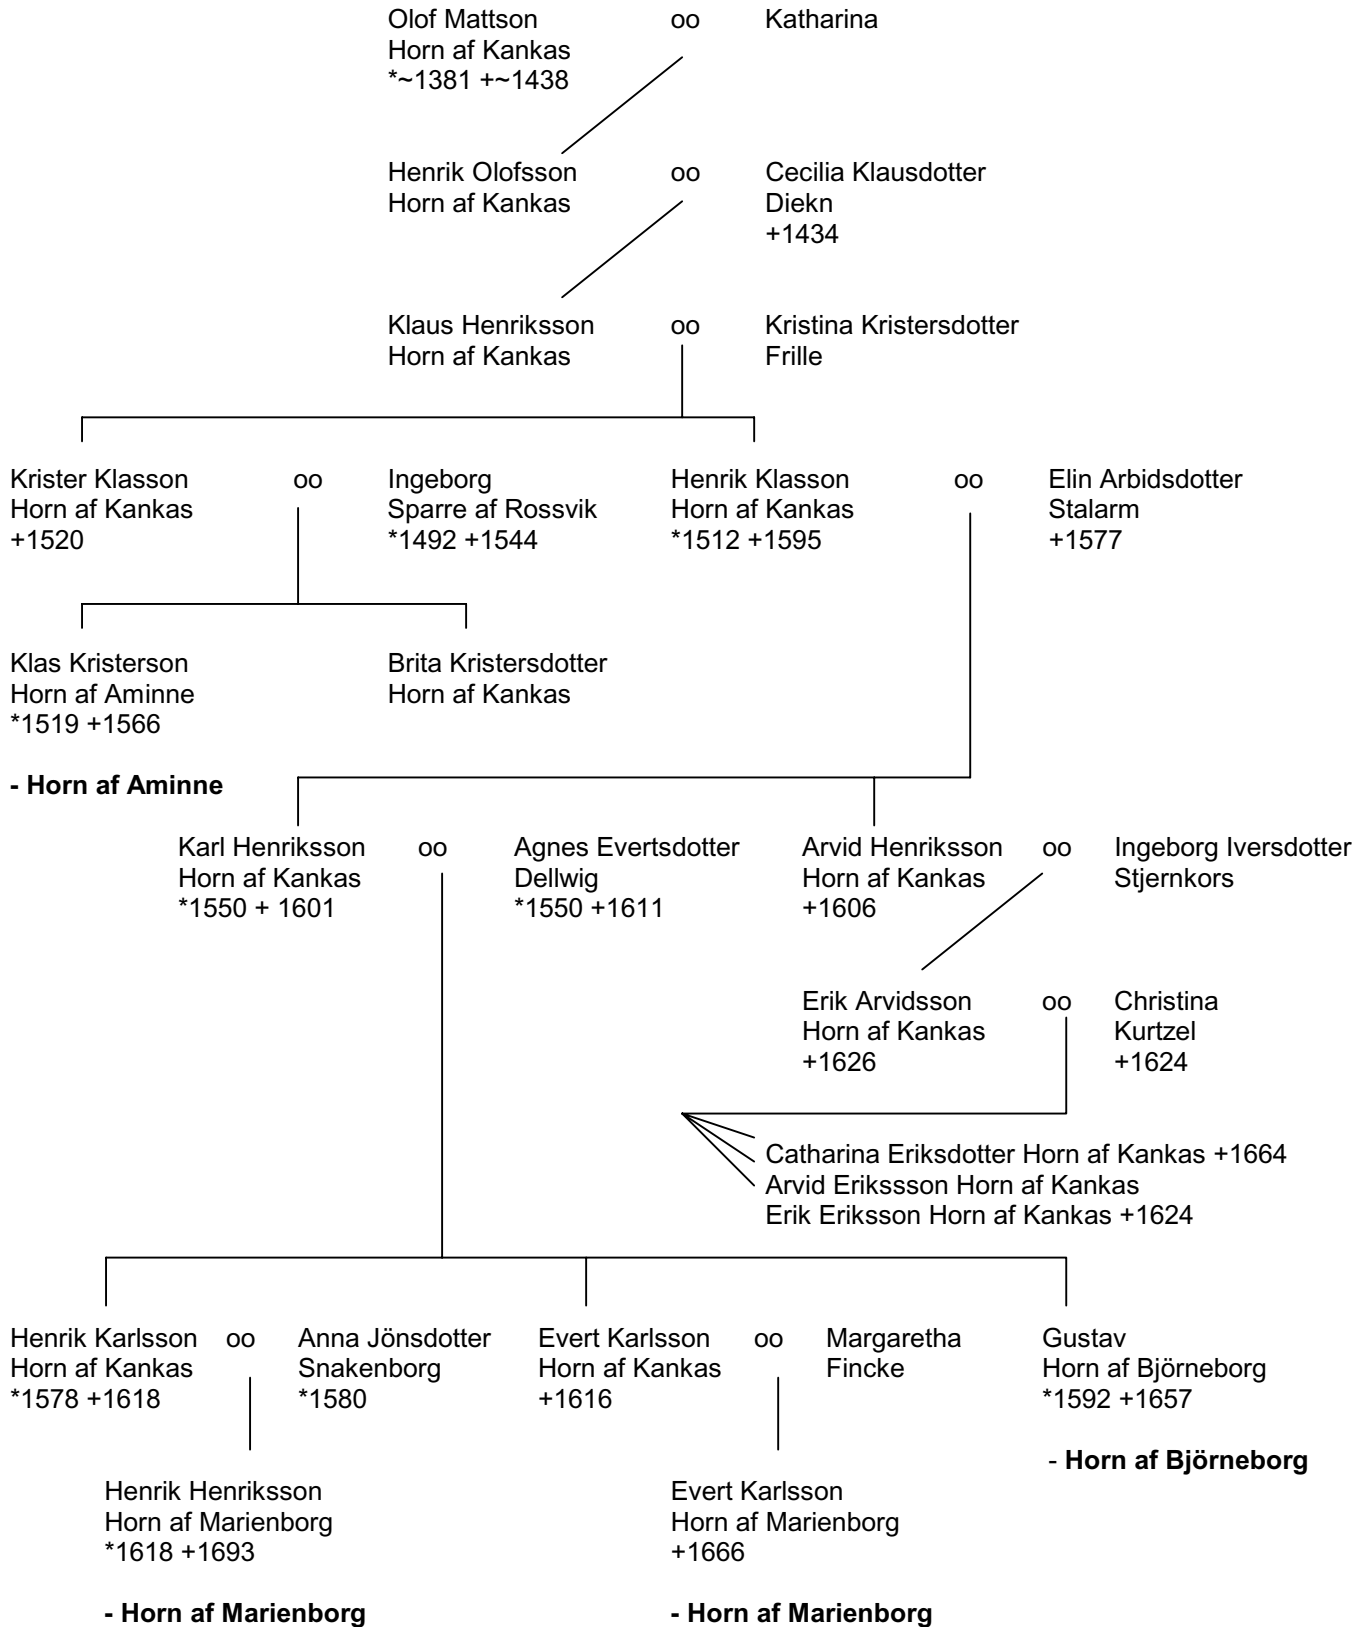 Olof Mattson oo Katharina
Horn af Kankas
*~1381 +~1438
Henrik Olofsson oo Cecilia Klausdotter
Horn af Kankas Diekn
+1434
Klaus Henriksson oo Kristina Kristersdotter
Horn af Kankas Frille
Krister Klasson oo Ingeborg Henrik Klasson oo Elin Arbidsdotter
Horn af Kankas Sparre af Rossvik Horn af Kankas Stalarm
+1520 *1492 +1544 *1512 +1595 +1577
Klas Kristerson Brita Kristersdotter
Horn af Aminne Horn af Kankas
*1519 +1566
- Horn af Aminne
Karl Henriksson oo Agnes Evertsdotter Arvid Henriksson oo Ingeborg Iversdotter
Horn af Kankas Dellwig Horn af Kankas Stjernkors
*1550 + 1601 *1550 +1611 +1606
Erik Arvidsson oo Christina
Horn af Kankas Kurtzel
+1626 +1624
Catharina Eriksdotter Horn af Kankas +1664
Arvid Erikssson Horn af Kankas
Erik Eriksson Horn af Kankas +1624
Henrik Karlsson oo Anna Jönsdotter Evert Karlsson oo Margaretha Gustav
Horn af Kankas Snakenborg Horn af Kankas Fincke Horn af Björneborg
*1578 +1618 *1580 +1616 *1592 +1657
- Horn af Björneborg
Henrik Henriksson Evert Karlsson
Horn af Marienborg Horn af Marienborg
*1618 +1693 +1666
- Horn af Marienborg - Horn af Marienborg